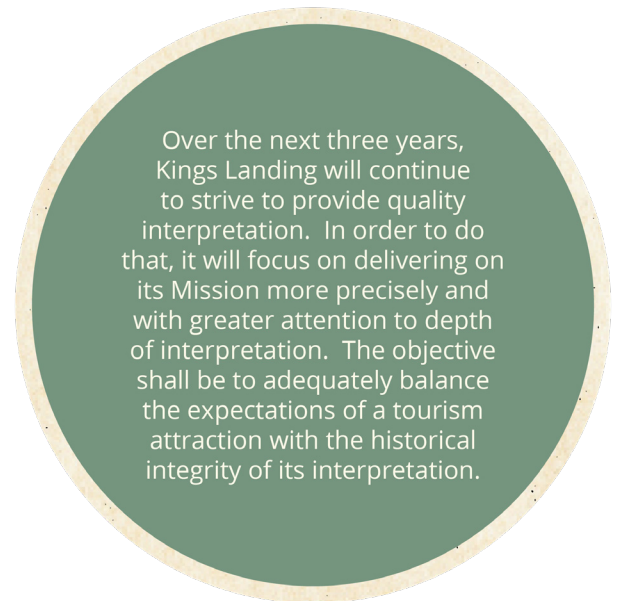 Over the next three years,
Kings Landing will continue
to strive to provide quality
interpretation.  In order to do
that, it will focus on delivering on
its Mission more precisely and
with greater attention to depth
of interpretation.  The objective
shall be to adequately balance
the expectations of a tourism
attraction with the historical
integrity of its interpretation.